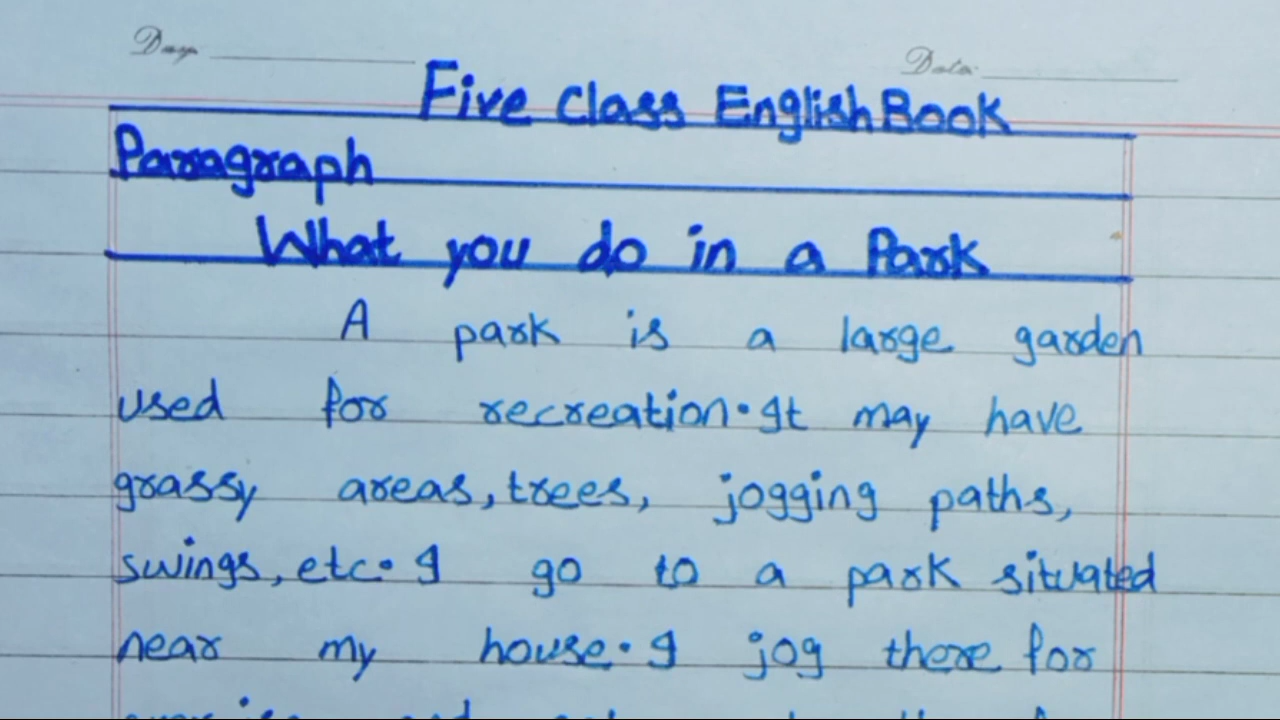 Day
Date
Five Class English Book
Paragraph
What you do in a Park
A park is a large garden
used for recreation. It may have
grassy areas, trees, jogging paths,
swings, etc. I go to a park situated
near my house. I jog there for